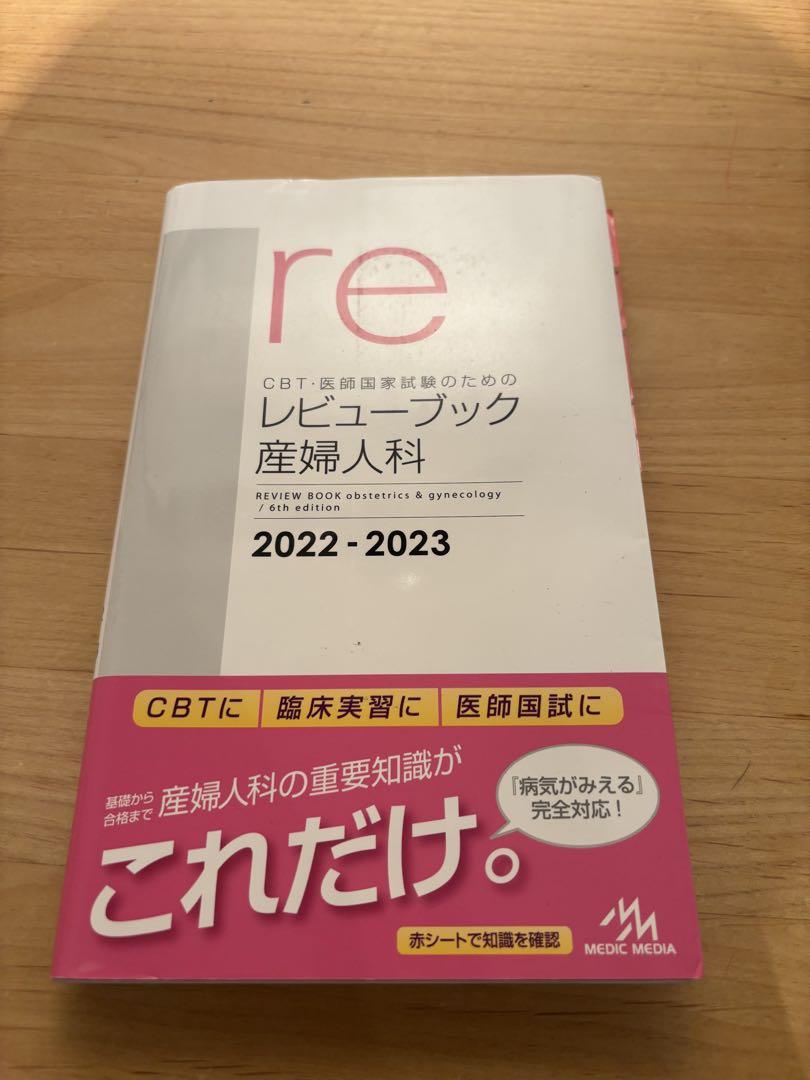 re
CBT・医師国家試験のための
レビューブック
産婦人科
REVIEW BOOK obstetrics & gynecology
/ 6th edition
2022 - 2023
CBTに 臨床実習に 医師国試に
基礎から
合格まで 産婦人科の重要知識が
これだけ。
『病気がみえる』
完全対応！
赤シートで知識を確認
MEDIC MEDIA